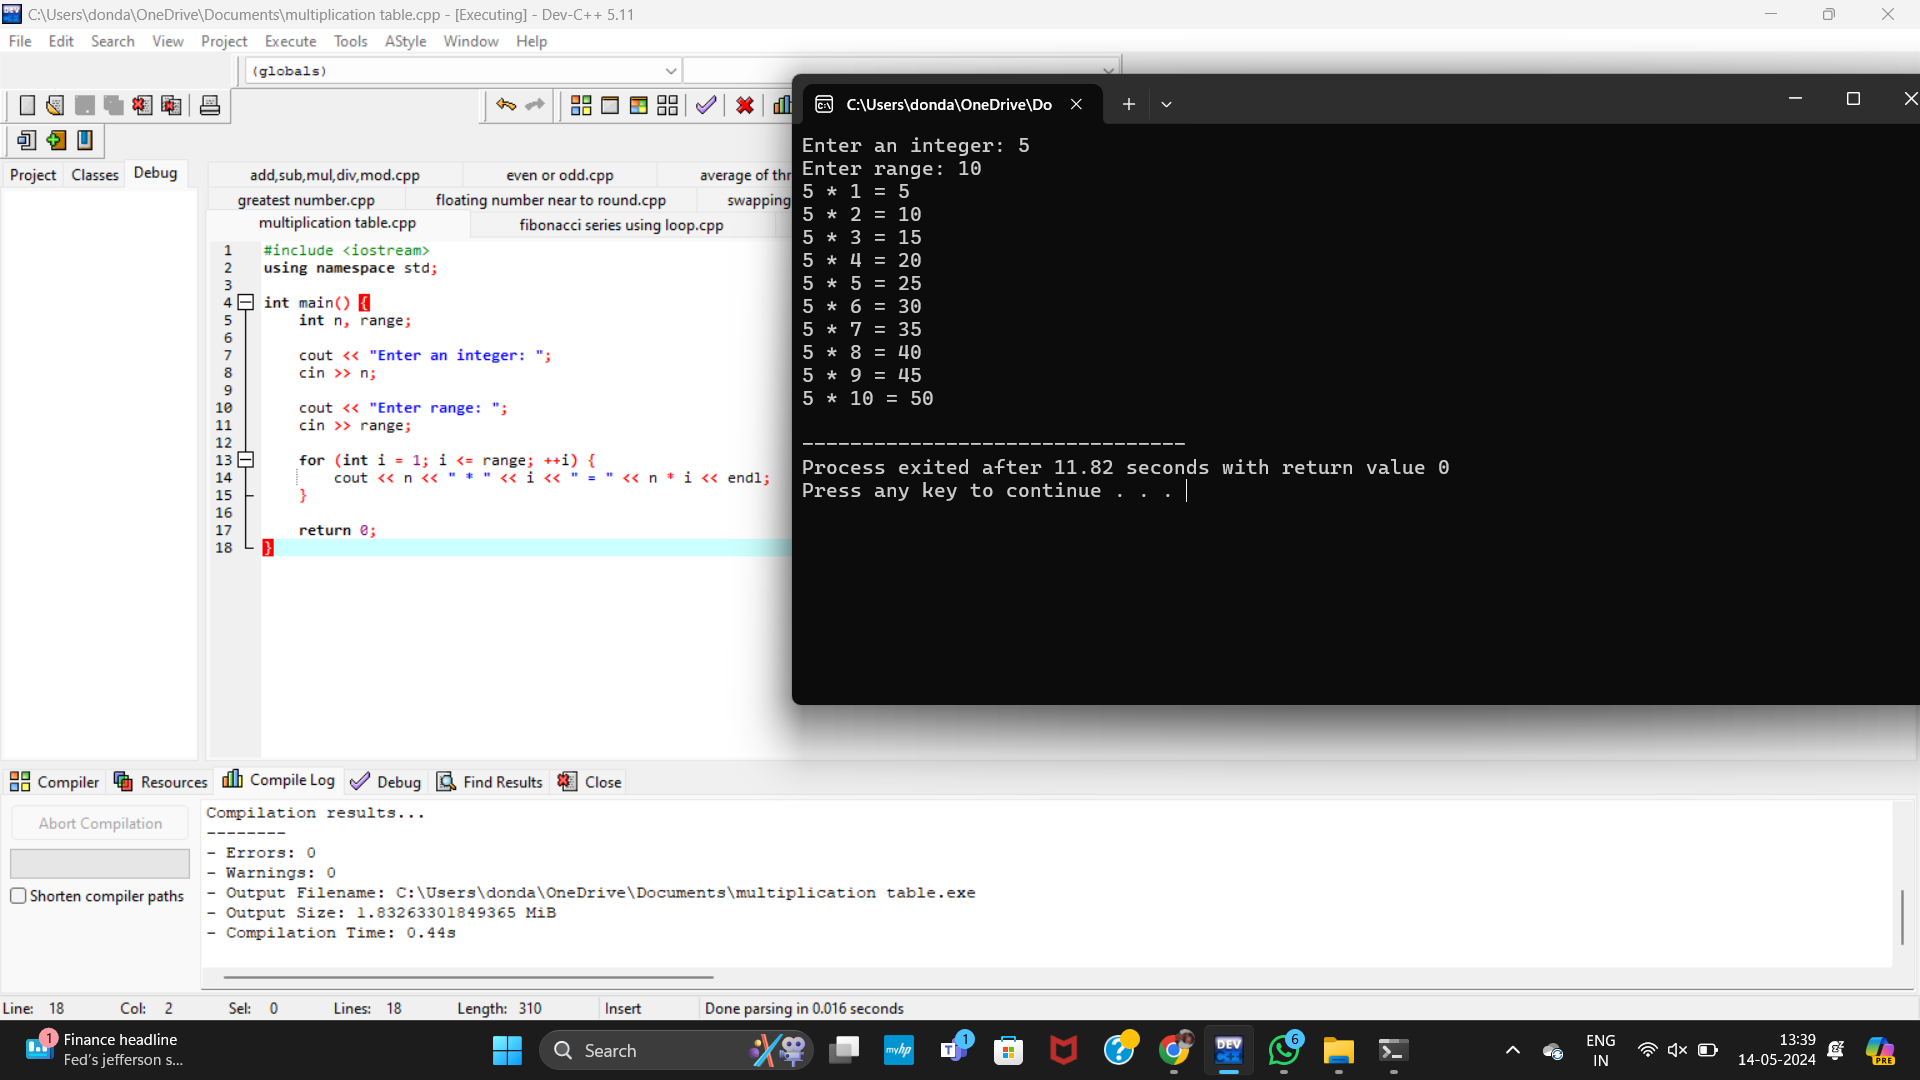 C:\Users\donda\OneDrive\Documents\multiplication table.cpp - [Executing] - Dev-C++ 5.11
File Edit Search View Project Execute Tools AStyle Window Help
(globals)
Project Classes Debug
add,sub,mul,div,mod.cpp even or odd.cpp average of thr
greatest number.cpp floating number near to round.cpp swapping
multiplication table.cpp fibonacci series using loop.cpp
1 #include <iostream>
2 using namespace std;
3
4 int main() {
5     int n, range;
6
7     cout << "Enter an integer: ";
8     cin >> n;
9
10     cout << "Enter range: ";
11     cin >> range;
12
13     for (int i = 1; i <= range; ++i) {
14         cout << n << " * " << i << " = " << n * i << endl;
15     }
16
17     return 0;
18 }
C:\Users\donda\OneDrive\Do
Enter an integer: 5
Enter range: 10
5 * 1 = 5
5 * 2 = 10
5 * 3 = 15
5 * 4 = 20
5 * 5 = 25
5 * 6 = 30
5 * 7 = 35
5 * 8 = 40
5 * 9 = 45
5 * 10 = 50
--------------------------------
Process exited after 11.82 seconds with return value 0
Press any key to continue . . .
Compiler Resources Compile Log Debug Find Results Close
Abort Compilation
Shorten compiler paths
Compilation results...
--------
- Errors: 0
- Warnings: 0
- Output Filename: C:\Users\donda\OneDrive\Documents\multiplication table.exe
- Output Size: 1.83263301849365 MiB
- Compilation Time: 0.44s
Line: 18 Col: 2 Sel: 0 Lines: 18 Length: 310 Insert Done parsing in 0.016 seconds
1
Finance headline
Fed's jefferson s...
Search
myhp
T
1
?
DEV
C++
6
ENG
IN
13:39
14-05-2024
PRE